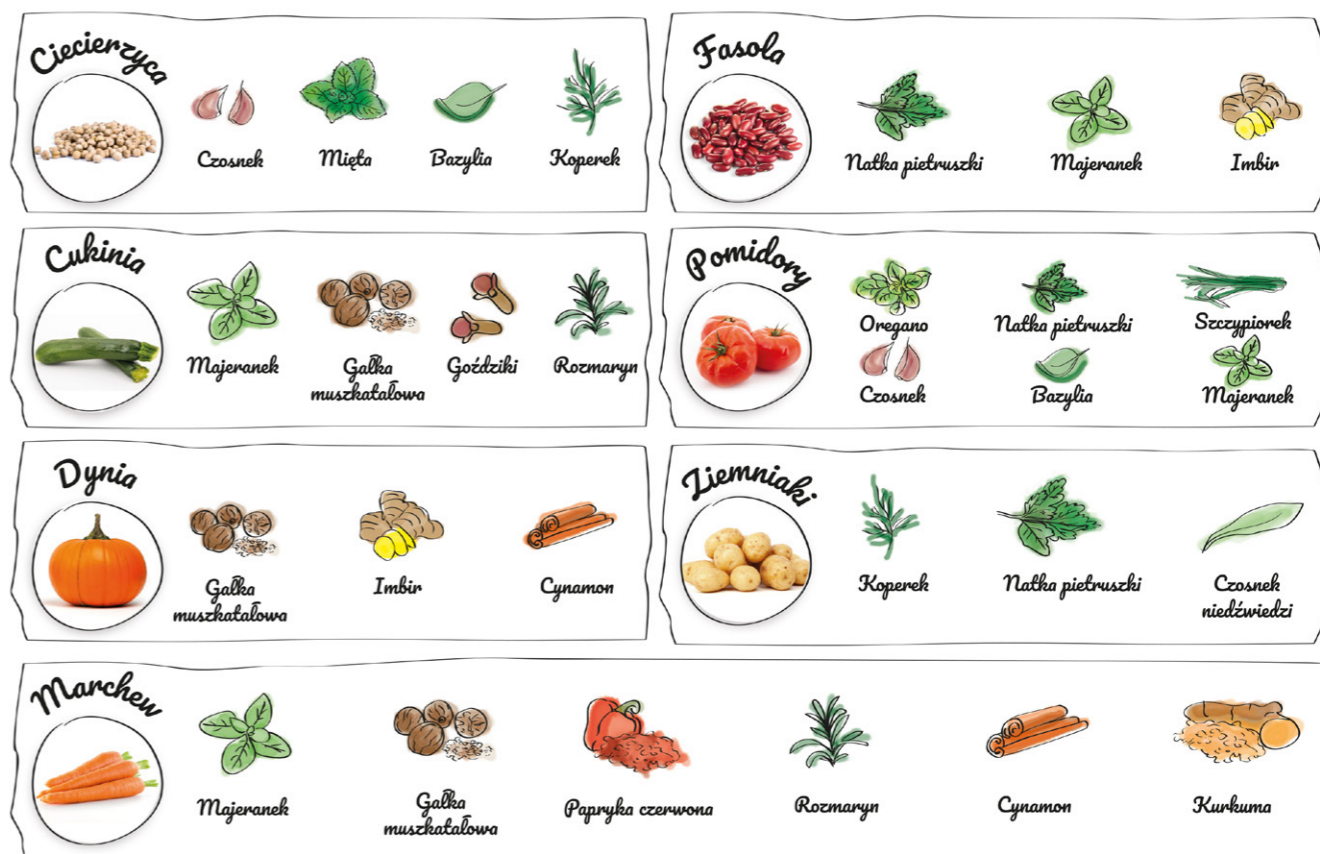 Ciecierzyca
Czosnek
Mięta
Bazylia
Koperek
Fasola
Natka pietruszki
Majeranek
Imbir
Cukinia
Majeranek
Gałka
muszkatałowa
Goździki
Rozmaryn
Pomidory
Oregano
Natka pietruszki
Szczypiorek
Czosnek
Bazylia
Majeranek
Dynia
Gałka
muszkatałowa
Imbir
Cynamon
Ziemniaki
Koperek
Natka pietruszki
Czosnek
niedźwiedzi
Marchew
Majeranek
Gałka
muszkatałowa
Papryka czerwona
Rozmaryn
Cynamon
Kurkuma